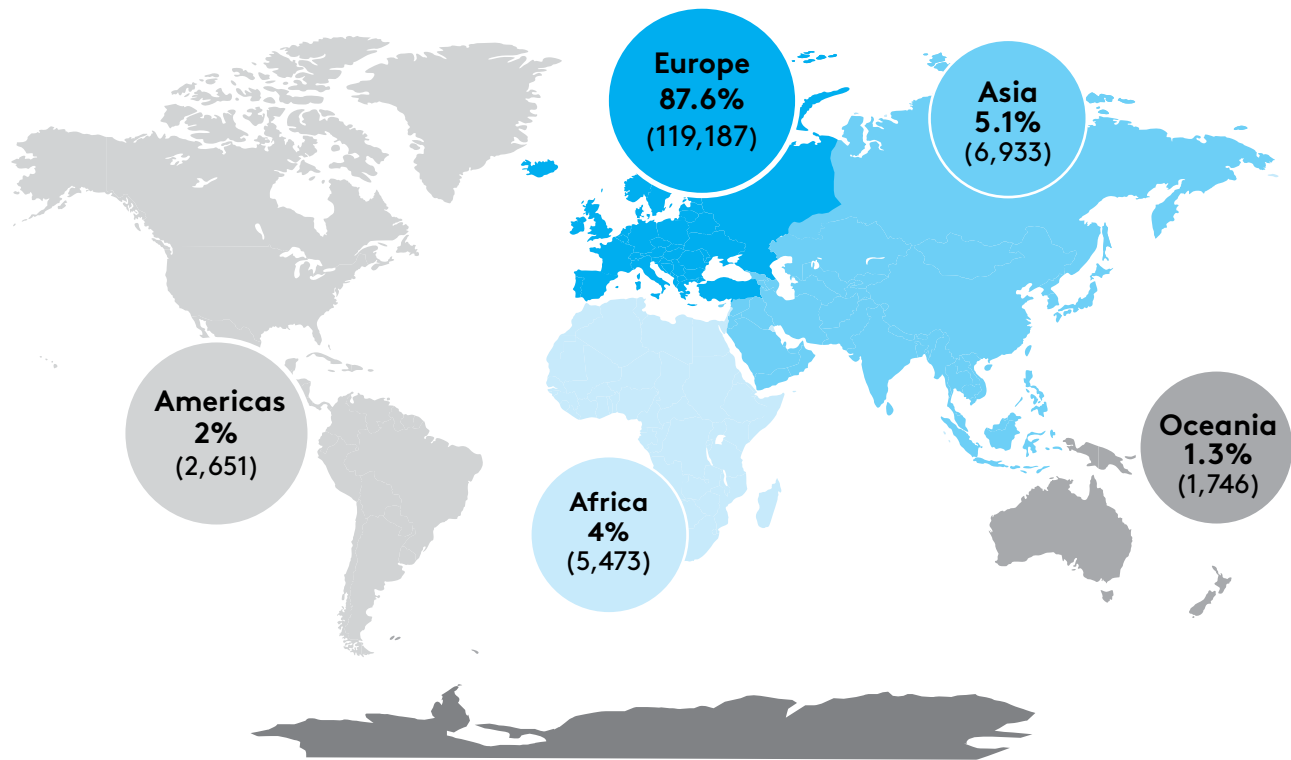 Europe
87.6%
(119,187)
Asia
5.1%
(6,933)
Americas
2%
(2,651)
Africa
4%
(5,473)
Oceania
1.3%
(1,746)